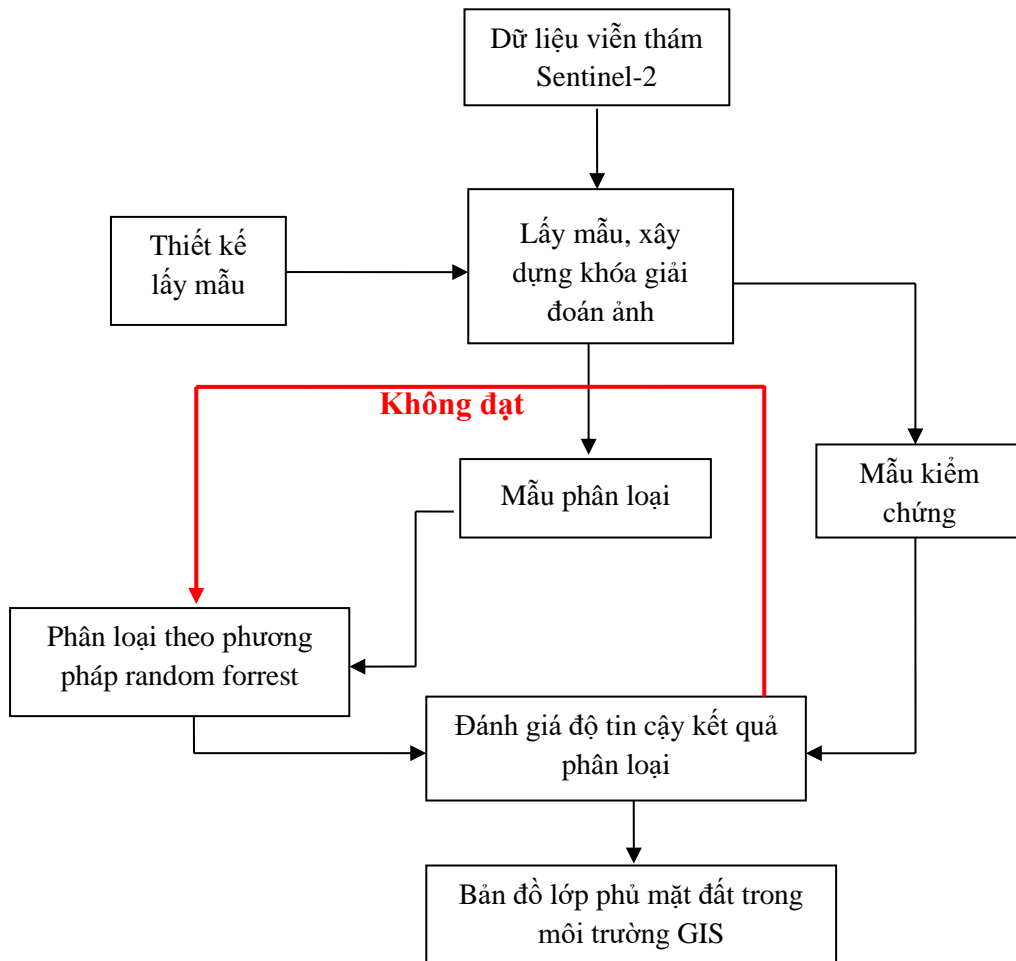 Dữ liệu viễn thám
Sentinel-2
Thiết kế
lấy mẫu
Lấy mẫu, xây
dựng khóa giải
đoán ảnh
Không đạt
Mẫu phân loại
Mẫu kiểm
chứng
Phân loại theo phương
pháp random forrest
Đánh giá độ tin cậy kết quả
phân loại
Bản đồ lớp phủ mặt đất trong
môi trường GIS